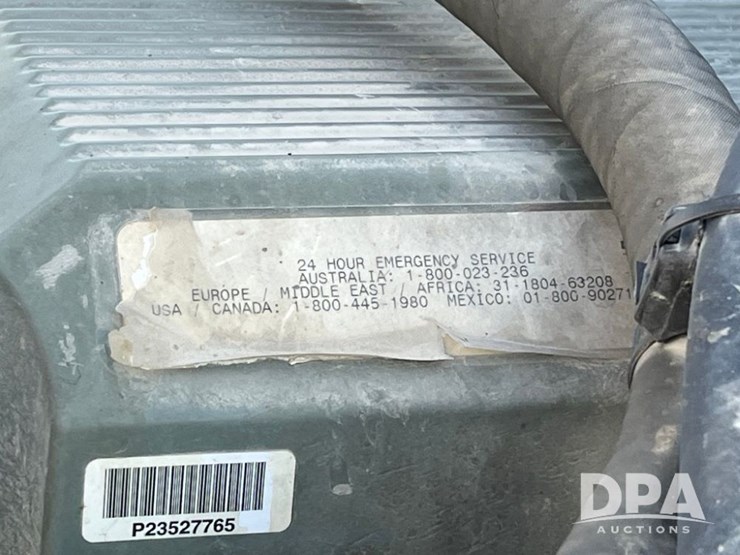 24 HOUR EMERGENCY SERVICE
AUSTRALIA: 1-800-023-236
EUROPE / MIDDLE EAST / AFRICA: 31-1804-63208
USA / CANADA: 1-800-445-1980 MEXICO: 01-800-90271
P23527765
DPA
AUCTIONS